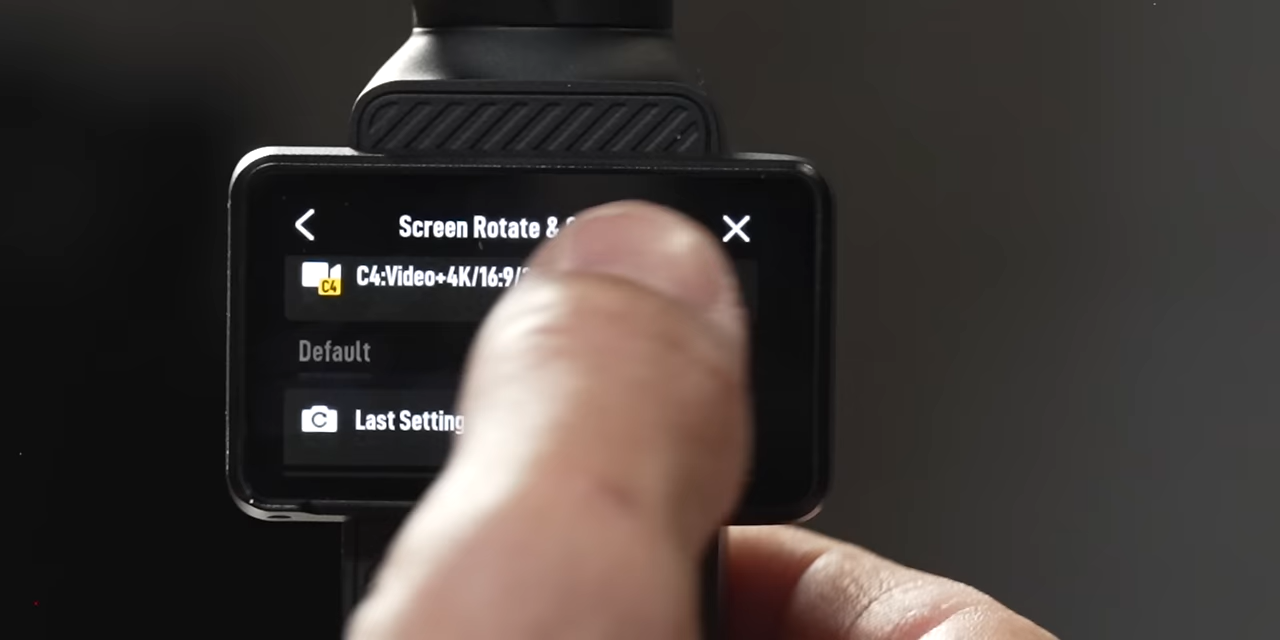 Screen Rotate &
C4
C4:Video+4K/16:9/
Default
Last Setting